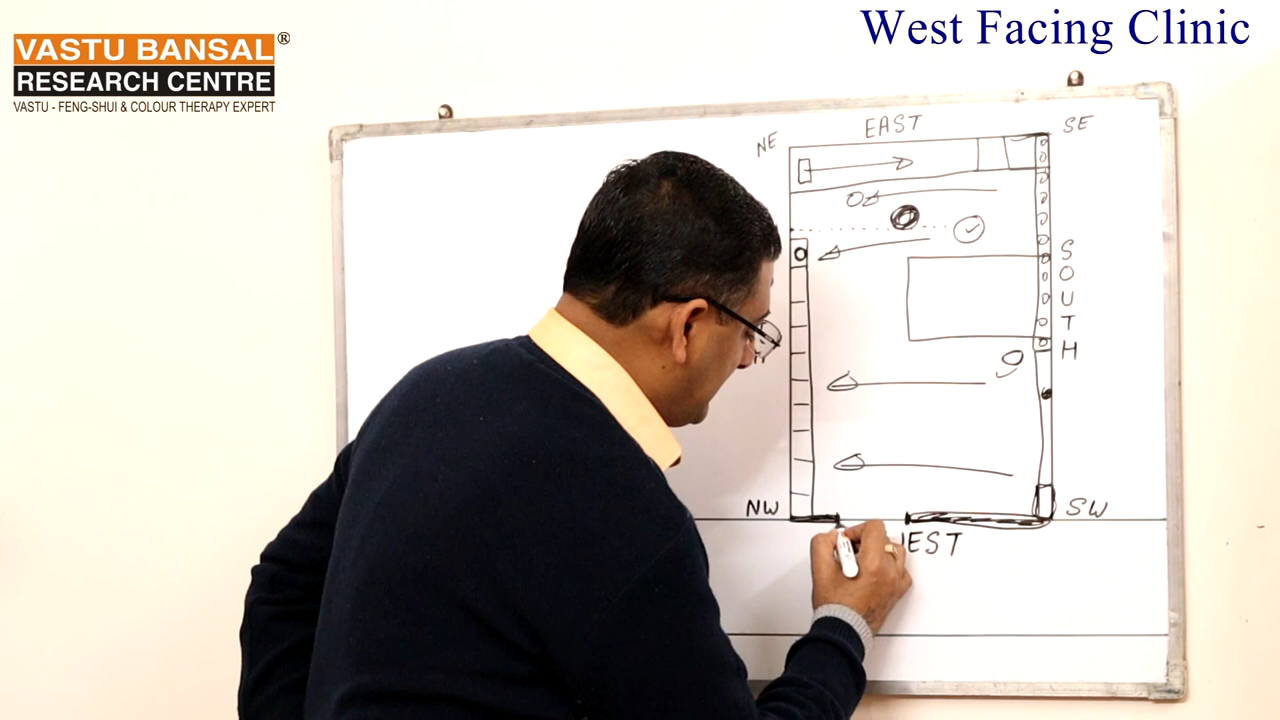 West Facing Clinic
VASTU BANSAL®
RESEARCH CENTRE
VASTU - FENG-SHUI & COLOUR THERAPY EXPERT
EAST
NE
SE
SOUTH
NW
SW